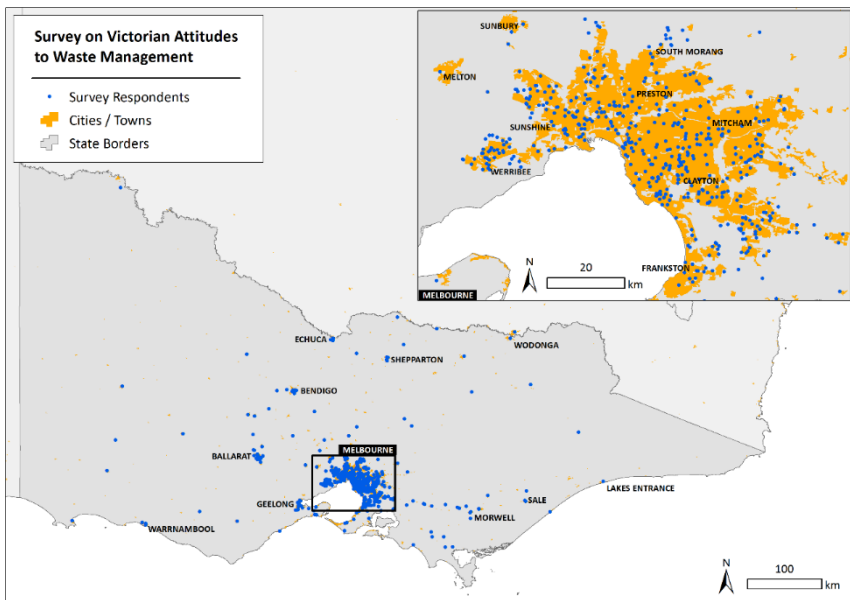 Survey on Victorian Attitudes
to Waste Management
Survey Respondents
Cities / Towns
State Borders
SUNBURY
SOUTH MORANG
MELTON
PRESTON
MITCHAM
SUNSHINE
CLAYTON
WERRIBEE
FRANKSTON
N
20
km
MELBOURNE
ECHUCA
WODONGA
SHEPPARTON
BENDIGO
MELBOURNE
BALLARAT
LAKES ENTRANCE
SALE
GEELONG
MORWELL
WARRNAMBOOL
N
100
km